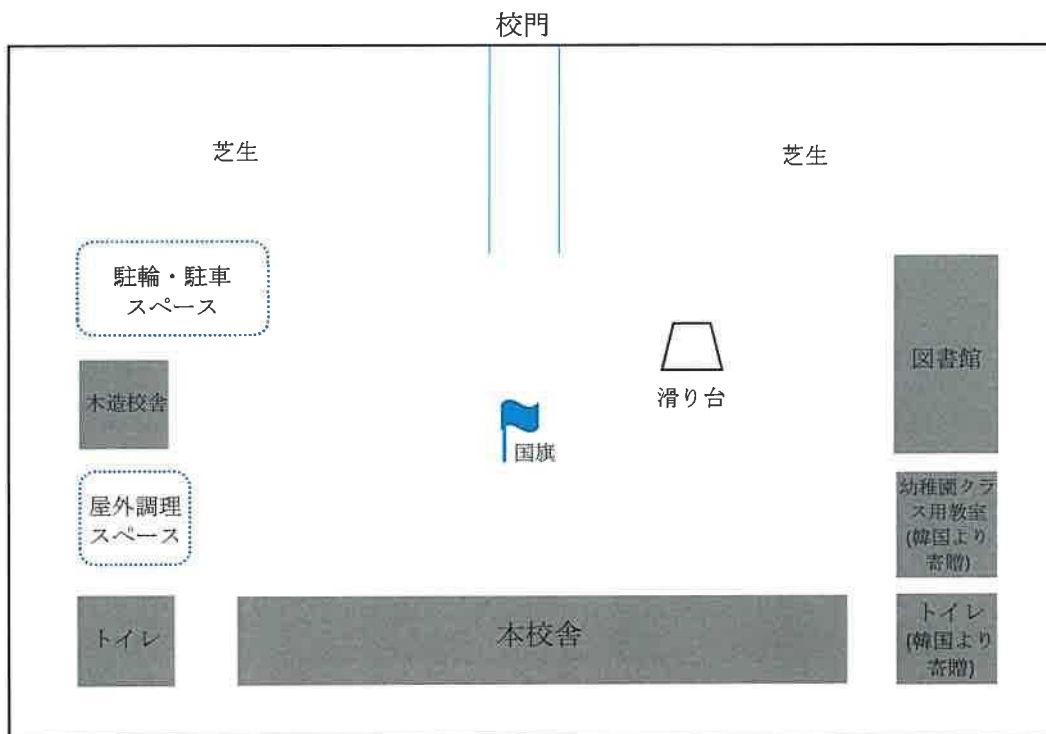 校門
芝生
芝生
駐輪・駐車
スペース
図書館
滑り台
木造校舎
国旗
幼稚園クラ
ス用教室
(韓国より
寄贈)
屋外調理
スペース
トイレ
本校舎
トイレ
(韓国より
寄贈)